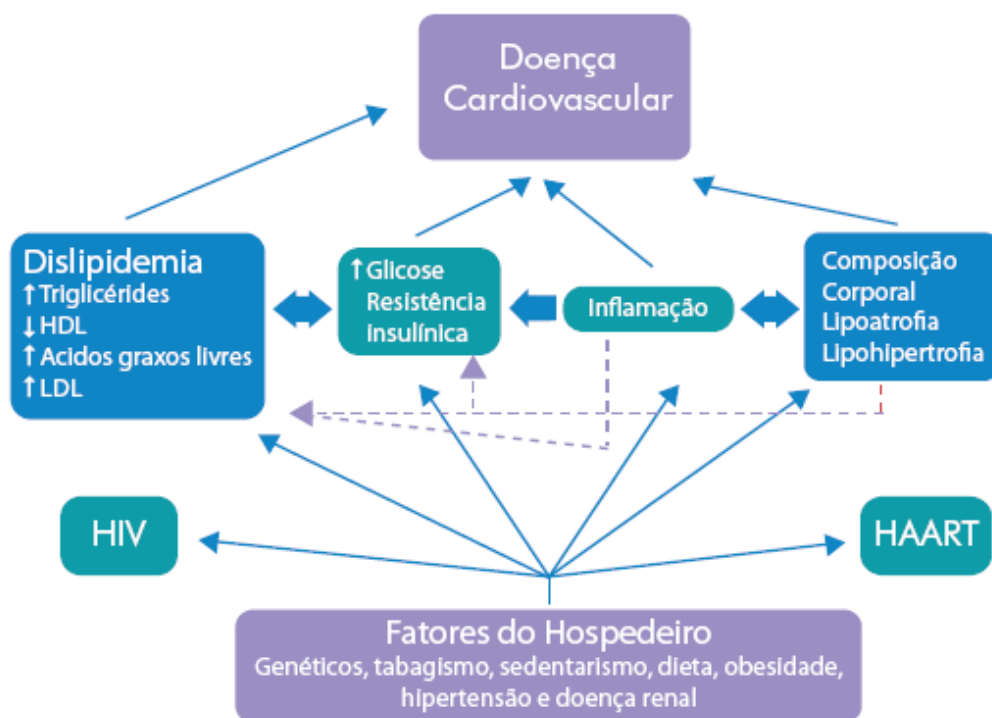 Doença
Cardiovascular
Dislipidemia
↑Triglicérides
↓HDL
↑Acidos graxos livres
↑LDL
↑Glicose
Resistência
insulínica
Inflamação
Composição
Corporal
Lipoatrofia
Lipohipertrofia
HIV
HAART
Fatores do Hospedeiro
Genéticos, tabagismo, sedentarismo, dieta, obesidade,
hipertensão e doença renal